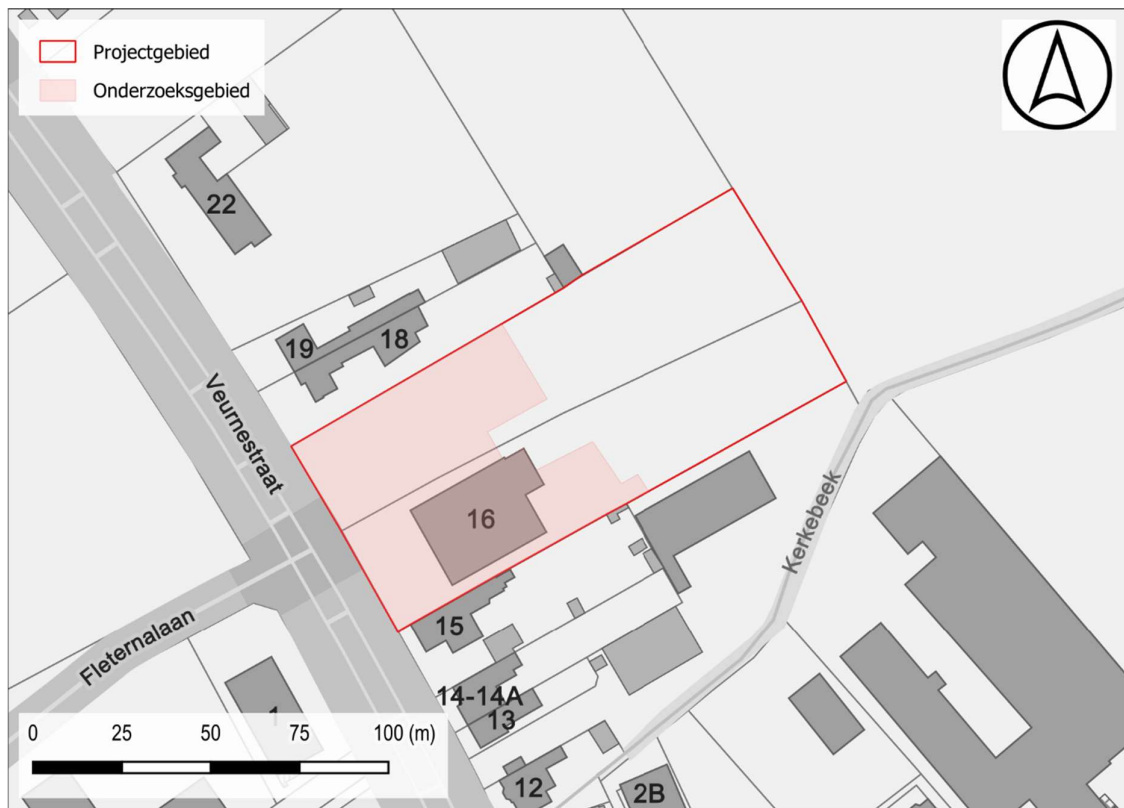 Projectgebied
Onderzoeksgebied
22
19
18
Veurnestraat
16
Kerkebeek
15
Fleternalaan
14-14A
1
13
0 25 50 75 100 (m)
12
2B